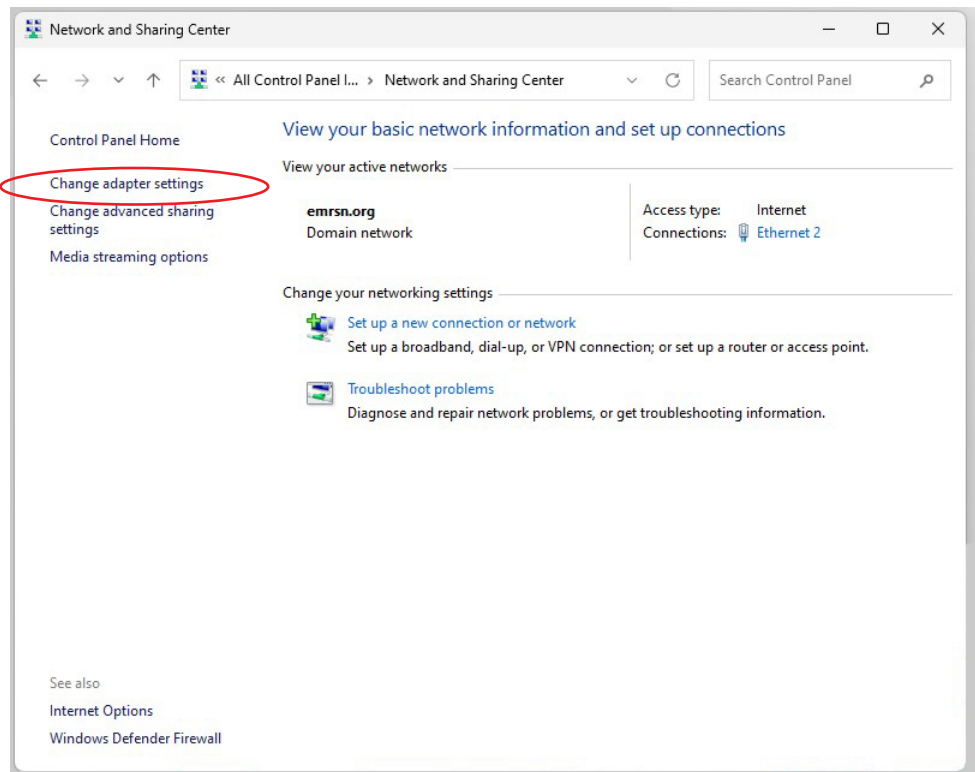 Network and Sharing Center
« All Control Panel I... › Network and Sharing Center
Search Control Panel
Control Panel Home
Change adapter settings
Change advanced sharing
settings
Media streaming options
View your basic network information and set up connections
View your active networks
emrsn.org
Domain network
Access type: Internet
Connections: Ethernet 2
Change your networking settings
Set up a new connection or network
Set up a broadband, dial-up, or VPN connection; or set up a router or access point.
Troubleshoot problems
Diagnose and repair network problems, or get troubleshooting information.
See also
Internet Options
Windows Defender Firewall